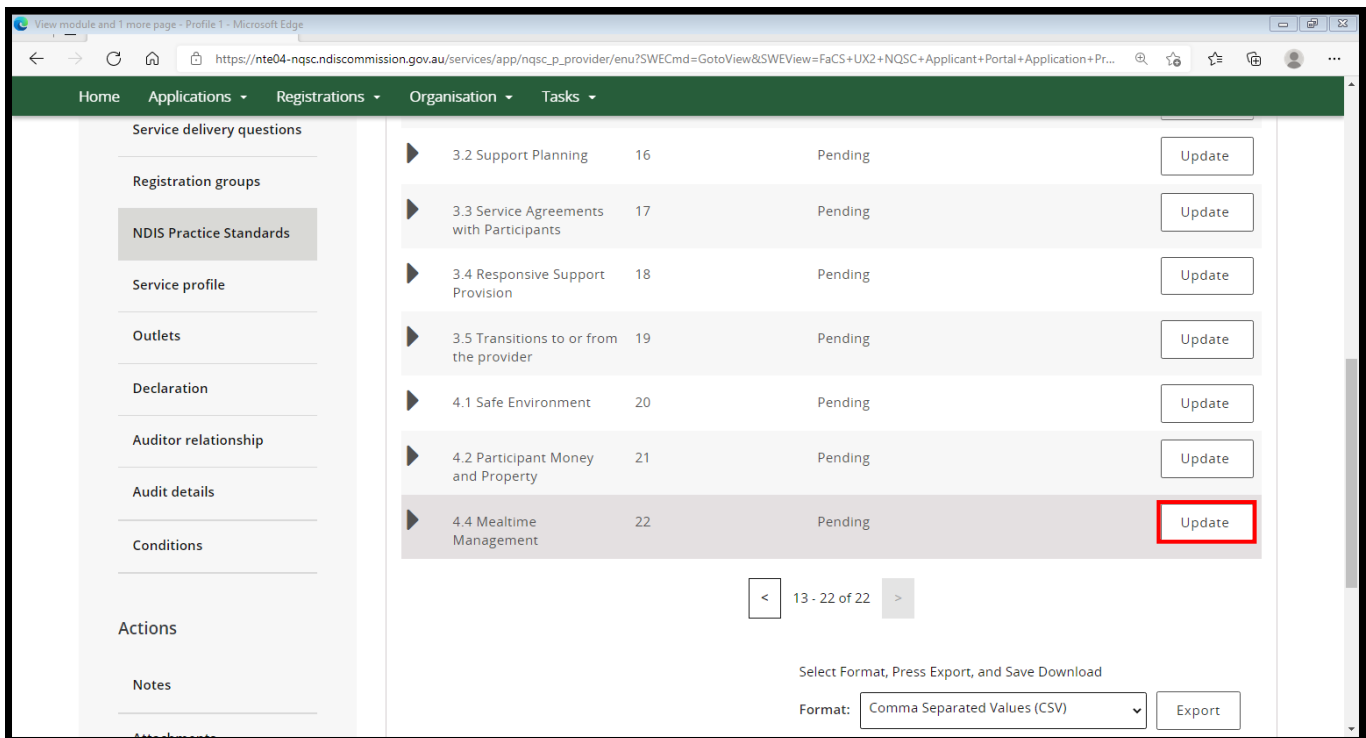 View module and 1 more page - Profile 1 - Microsoft Edge
https://nte04-nqsc.ndiscommission.gov.au/services/app/nqsc_p_provider/enu?SWECmd=GotoView&SWEView=FaCS+UX2+NQSC+Applicant+Portal+Application+Pr...
Home Applications Registrations Organisation Tasks
Service delivery questions
Registration groups
NDIS Practice Standards
Service profile
Outlets
Declaration
Auditor relationship
Audit details
Conditions
Actions
Notes
Attachments
3.2 Support Planning 16 Pending Update
3.3 Service Agreements 17 Pending Update
with Participants
3.4 Responsive Support 18 Pending Update
Provision
3.5 Transitions to or from 19 Pending Update
the provider
4.1 Safe Environment 20 Pending Update
4.2 Participant Money 21 Pending Update
and Property
4.4 Mealtime 22 Pending Update
Management
< 13 - 22 of 22 >
Select Format, Press Export, and Save Download
Format: Comma Separated Values (CSV) Export